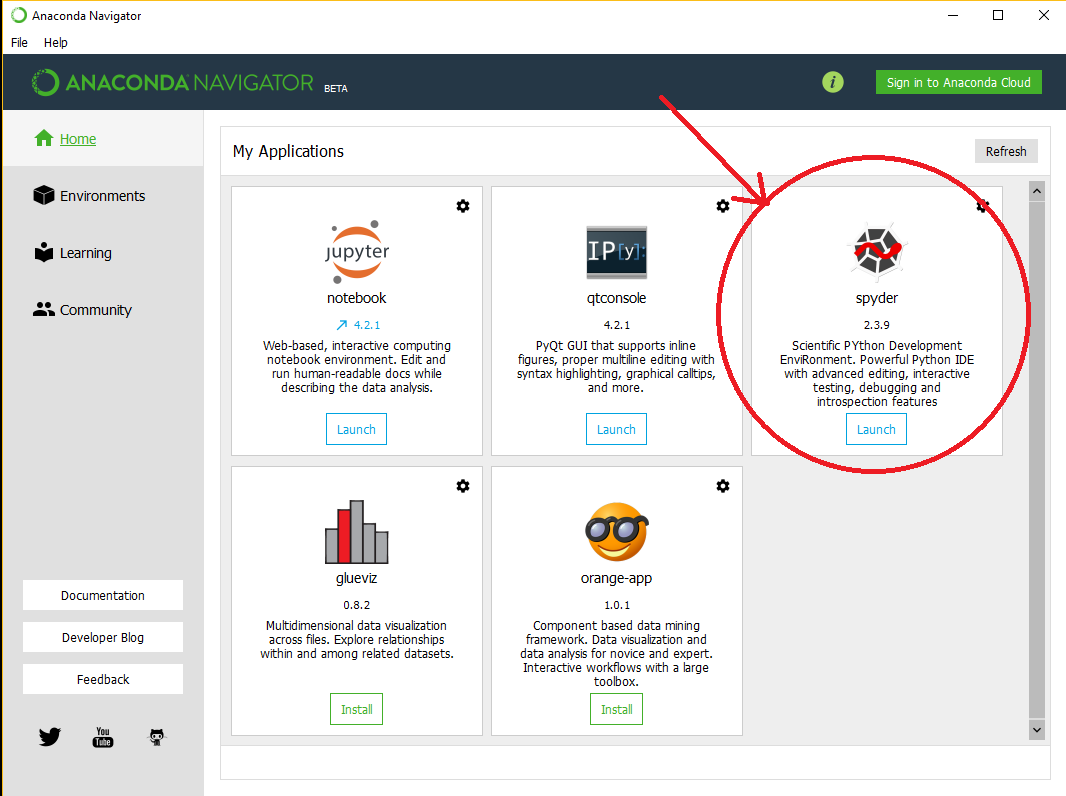 Anaconda Navigator
File Help
ANACONDA NAVIGATOR BETA
i
Sign in to Anaconda Cloud
Home
Environments
Learning
Community
Documentation
Developer Blog
Feedback
You
Tube
My Applications
Refresh
jupyter
notebook
4.2.1
Web-based, interactive computing
notebook environment. Edit and
run human-readable docs while
describing the data analysis.
Launch
IP[y]:
qtconsole
4.2.1
PyQt GUI that supports inline
figures, proper multiline editing with
syntax highlighting, graphical calltips,
and more.
Launch
spyder
2.3.9
Scientific PYthon Development
EnviRonment. Powerful Python IDE
with advanced editing, interactive
testing, debugging and
introspection features
Launch
glueviz
0.8.2
Multidimensional data visualization
across files. Explore relationships
within and among related datasets.
Install
orange-app
1.0.1
Component based data mining
framework. Data visualization and
data analysis for novice and expert.
Interactive workflows with a large
toolbox.
Install